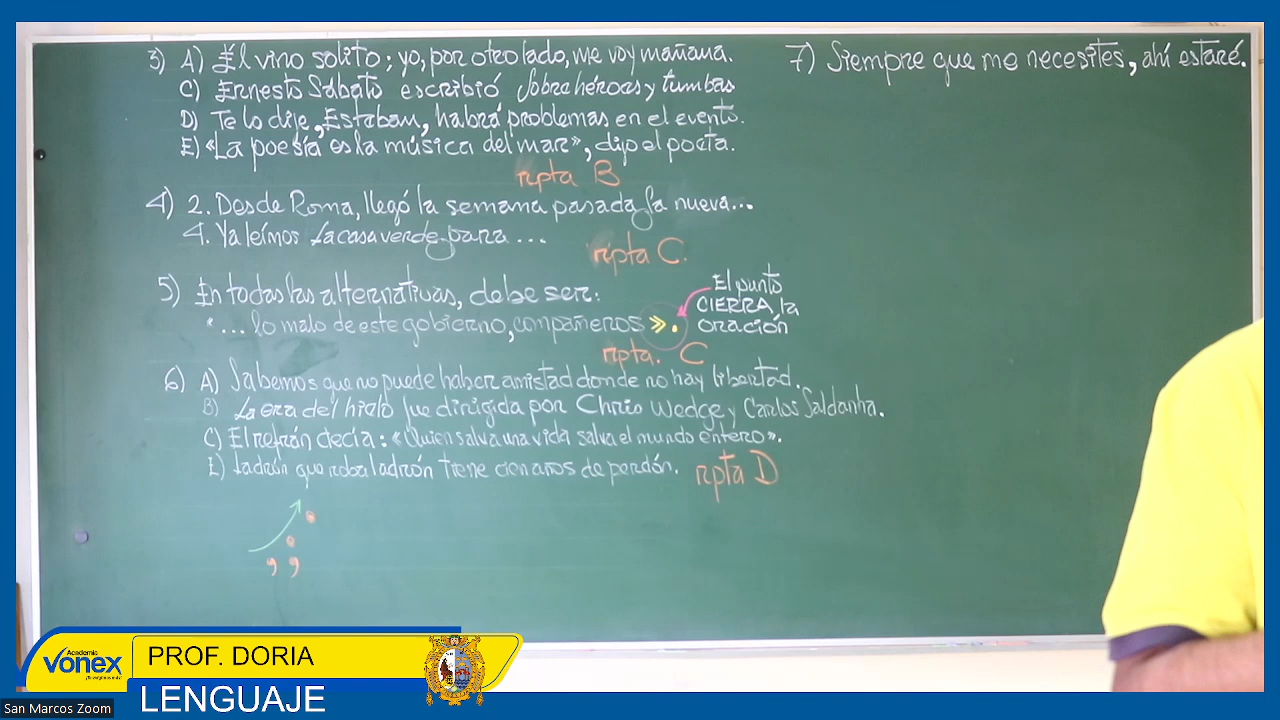 3) A) Él vino solito; yo, por otro lado, me voy mañana.
C) Ernesto Sábato escribió Sobre héroes y tumbas
D) Te lo dije, Esteban, habrá problemas en el evento.
E) «La poesía es la música del mar», dijo el poeta.
rpta B
4) 2. Desde Roma, llegó la semana pasada la nueva...
4. Ya leímos La casa verde para ...
rpta C.
5) En todas las alternativas, debe ser:
"... lo malo de este gobierno, compañeros».
El punto
CIERRA la
oración
rpta. C
6) A) Sabemos que no puede haber amistad donde no hay libertad.
B) La era del hielo fue dirigida por Chris Wedge y Carlos Saldanha.
C) El refrán decía: «Quien salva una vida salva el mundo entero».
E) Ladrón que roba ladrón tiene cien años de perdón.
rpta D
, ; .
7) Siempre que me necesites, ahí estaré.
Academia
vonex
PROF. DORIA
LENGUAJE
San Marcos Zoom